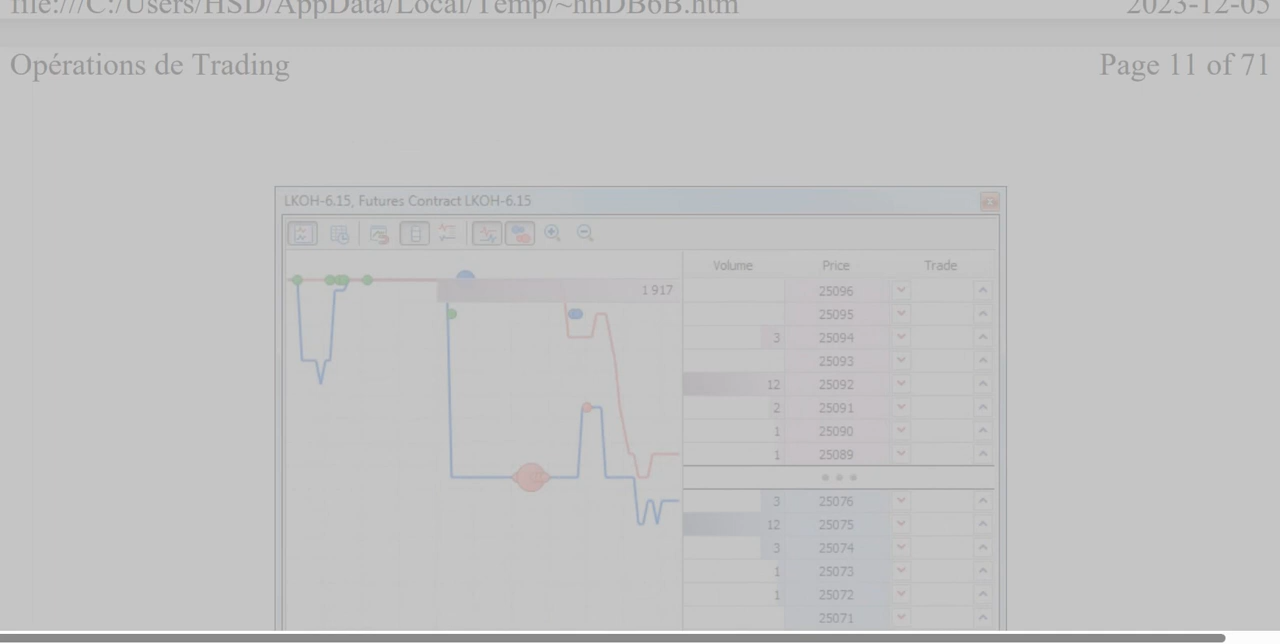 file:///C:/Users/HSD/AppData/Local/Temp/~hhDB6B.htm 2023-12-05
Opérations de Trading Page 11 of 71
LKOH-6.15, Futures Contract LKOH-6.15
Volume Price Trade
1 917 25096
25095
3 25094
25093
12 25092
2 25091
1 25090
1 25089
3 25076
12 25075
3 25074
1 25073
1 25072
25071